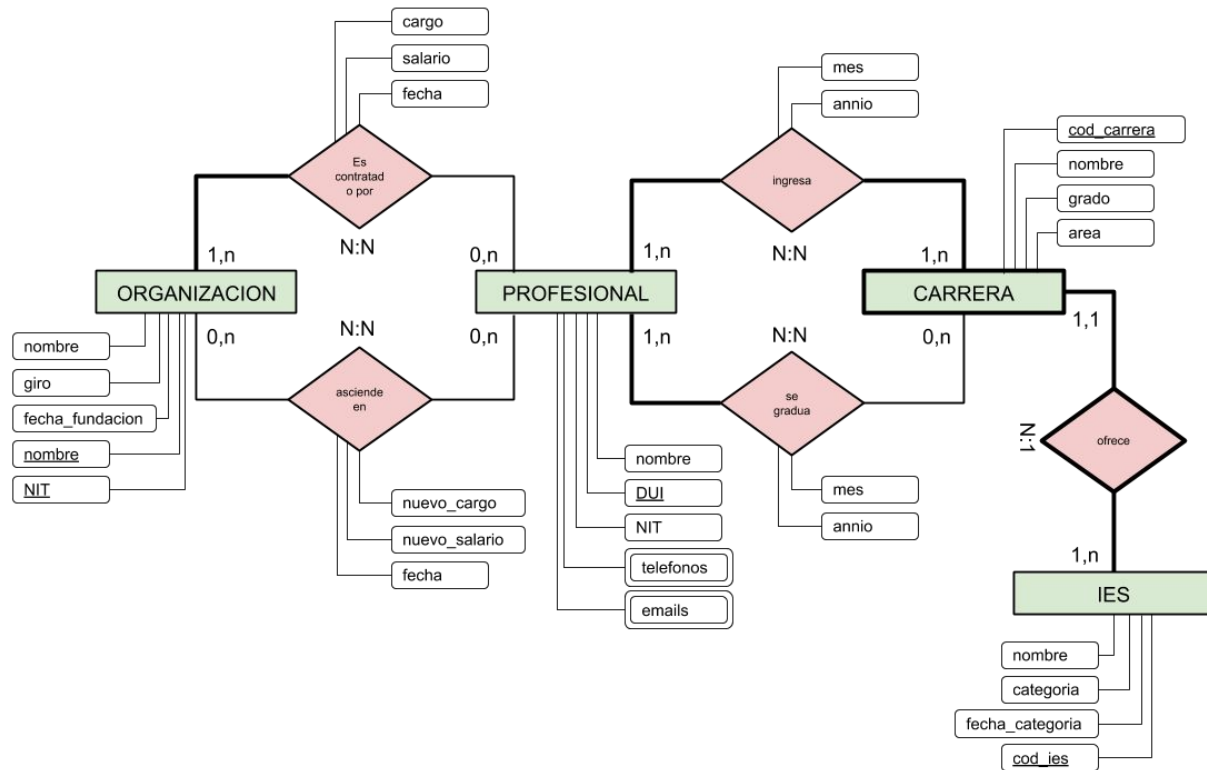 cargo
salario
fecha
Es
contratad
o por
N:N
1,n
0,n
ORGANIZACION
0,n
N:N
0,n
asciende
en
nombre
giro
fecha_fundacion
nombre
NIT
nuevo_cargo
nuevo_salario
fecha
PROFESIONAL
nombre
DUI
NIT
telefonos
emails
mes
annio
ingresa
N:N
1,n
1,n
CARRERA
1,n
N:N
0,n
se
gradua
mes
annio
cod_carrera
nombre
grado
area
1,1
N:1
ofrece
1,n
IES
nombre
categoria
fecha_categoria
cod_ies